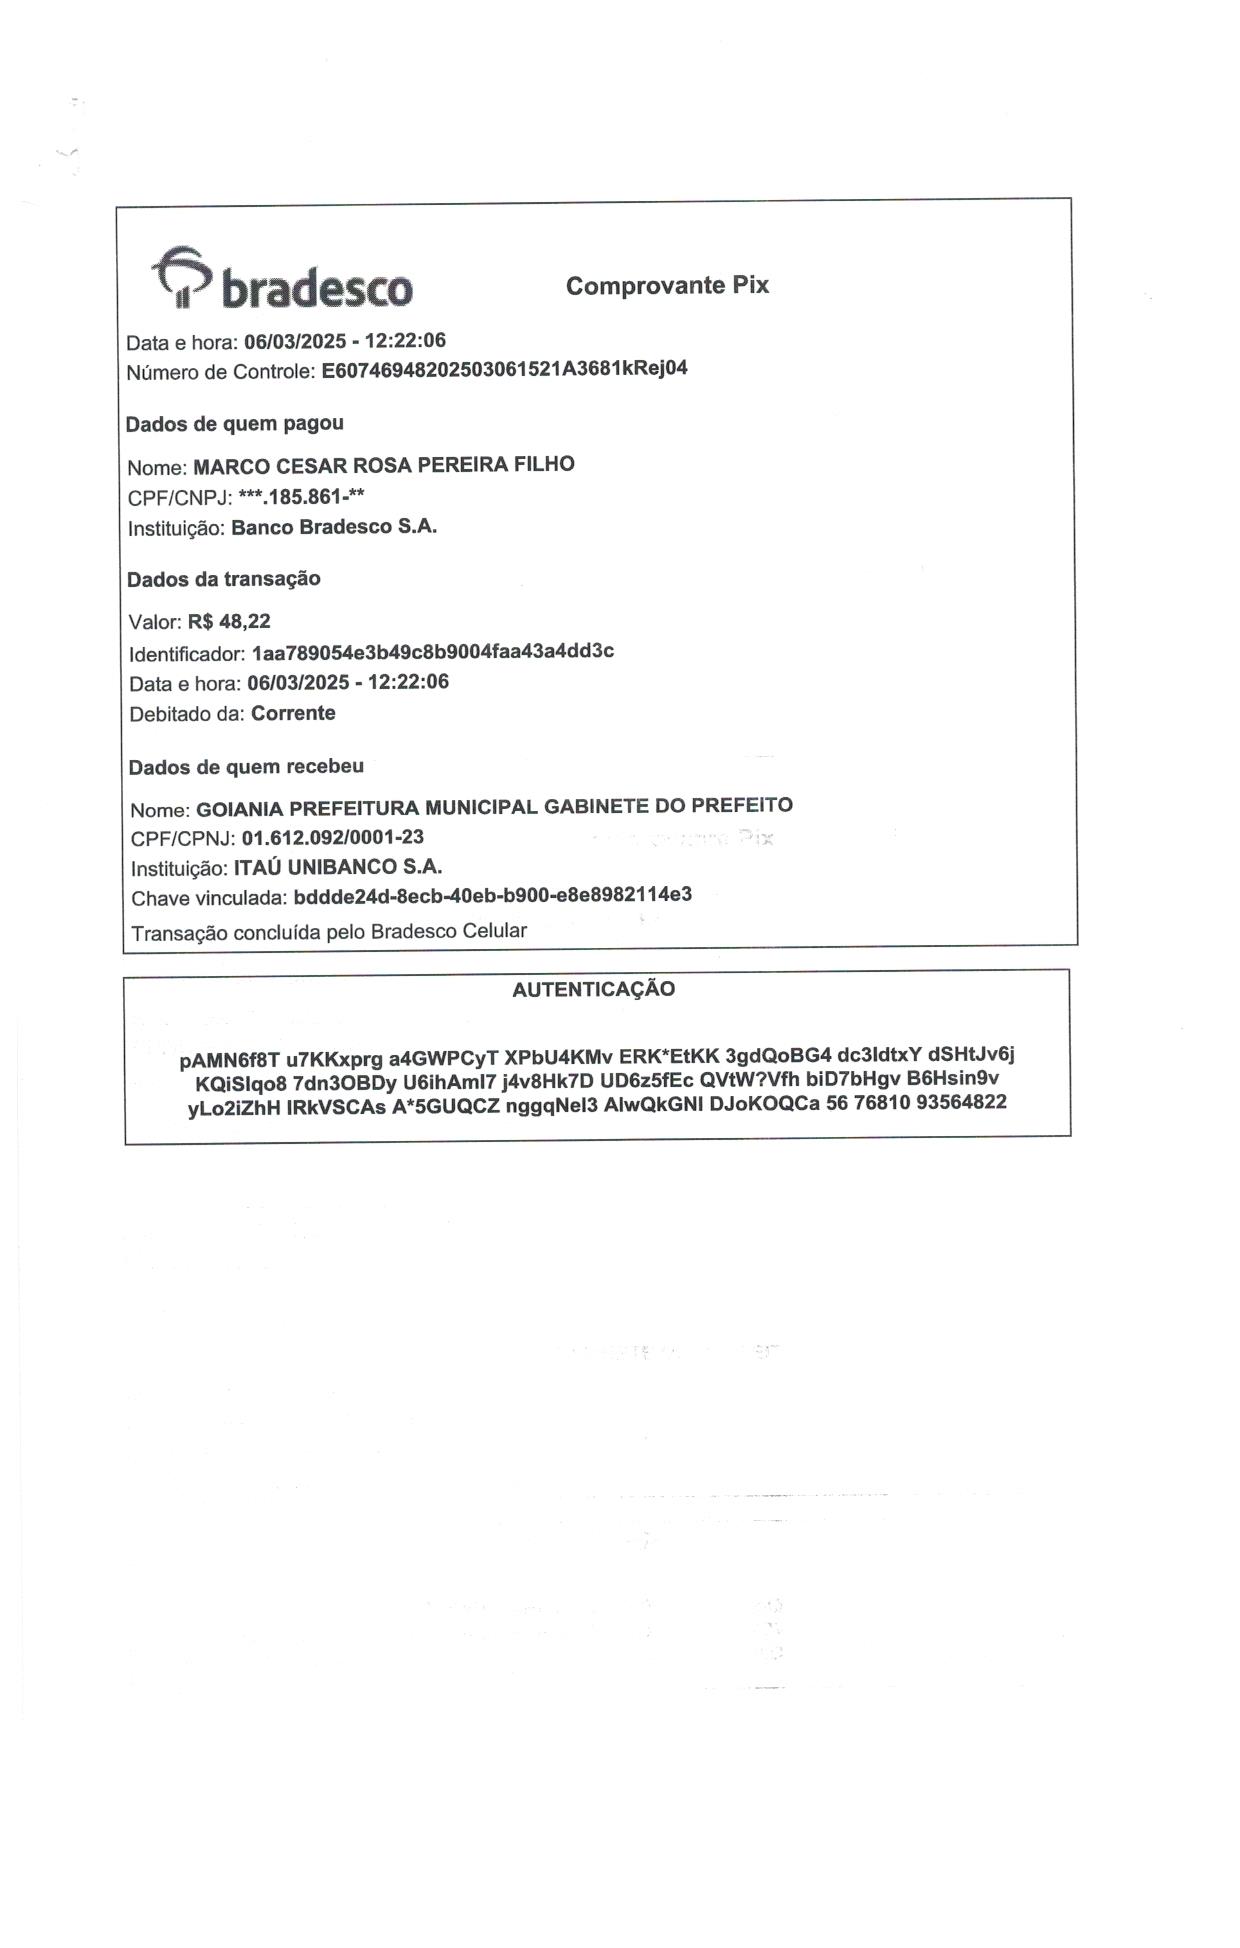 bradesco
Comprovante Pix
Data e hora: 06/03/2025 - 12:22:06
Número de Controle: E60746948202503061521A3681kRej04
Dados de quem pagou
Nome: MARCO CESAR ROSA PEREIRA FILHO
CPF/CNPJ: ***.185.861-**
Instituição: Banco Bradesco S.A.
Dados da transação
Valor: R$ 48,22
Identificador: 1aa789054e3b49c8b9004faa43a4dd3c
Data e hora: 06/03/2025 - 12:22:06
Debitado da: Corrente
Dados de quem recebeu
Nome: GOIANIA PREFEITURA MUNICIPAL GABINETE DO PREFEITO
CPF/CPNJ: 01.612.092/0001-23
Pix
Instituição: ITAÚ UNIBANCO S.A.
Chave vinculada: bddde24d-8ecb-40eb-b900-e8e8982114e3
Transação concluída pelo Bradesco Celular
AUTENTICAÇÃO
pAMN6f8T u7KKxprg a4GWPCyT XPbU4KMv ERK*EtKK 3gdQoBG4 dc3ldtxY dSHtJv6j
KQiSlqo8 7dn3OBDy U6ihAml7 j4v8Hk7D UD6z5fEc QVtW?Vfh biD7bHgv B6Hsin9v
yLo2iZhH lRkVSCAs A*5GUQCZ nggqNel3 AlwQkGNl DJoKOQCa 56 76810 93564822